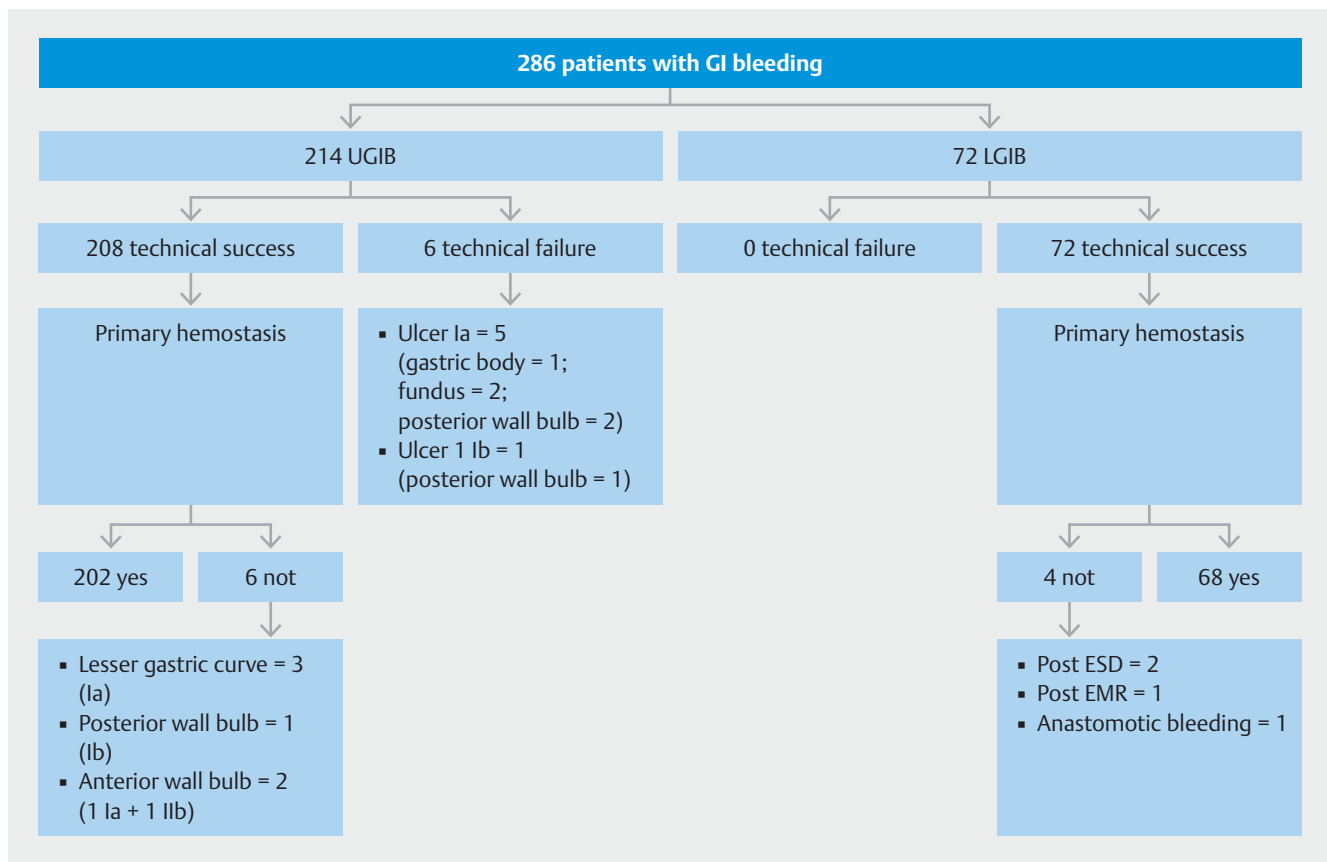 286 patients with GI bleeding
214 UGIB
72 LGIB
208 technical success
6 technical failure
0 technical failure
72 technical success
Primary hemostasis
▪ Ulcer Ia = 5
(gastric body = 1;
fundus = 2;
posterior wall bulb = 2)
▪ Ulcer 1 Ib = 1
(posterior wall bulb = 1)
Primary hemostasis
202 yes
6 not
4 not
68 yes
▪ Lesser gastric curve = 3
(Ia)
▪ Posterior wall bulb = 1
(Ib)
▪ Anterior wall bulb = 2
(1 Ia + 1 IIb)
▪ Post ESD = 2
▪ Post EMR = 1
▪ Anastomotic bleeding = 1